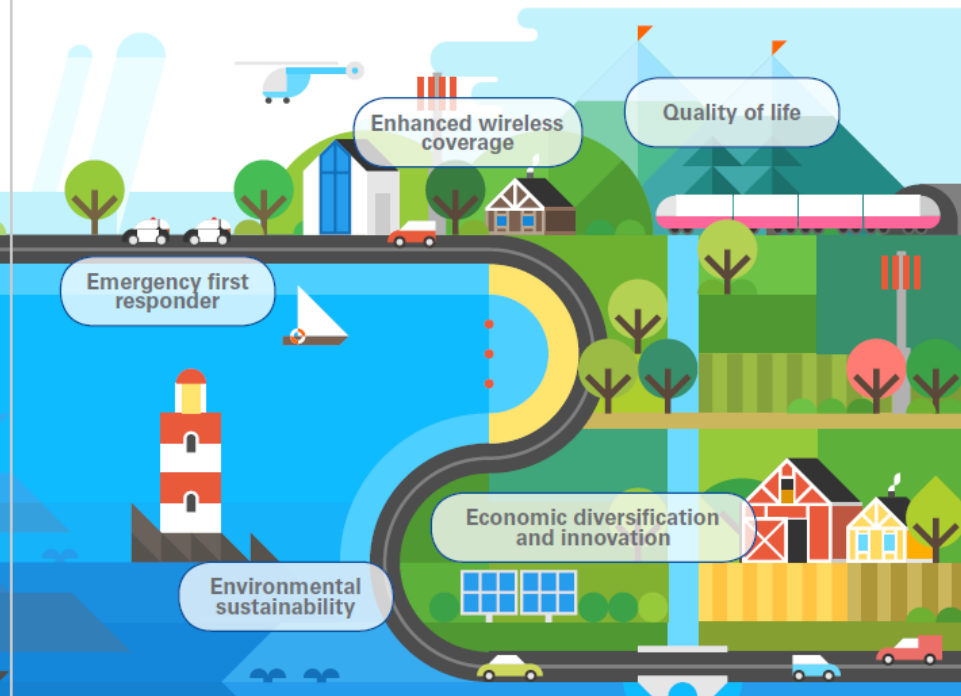 Enhanced wireless
coverage
Quality of life
Emergency first
responder
Economic diversification
and innovation
Environmental
sustainability